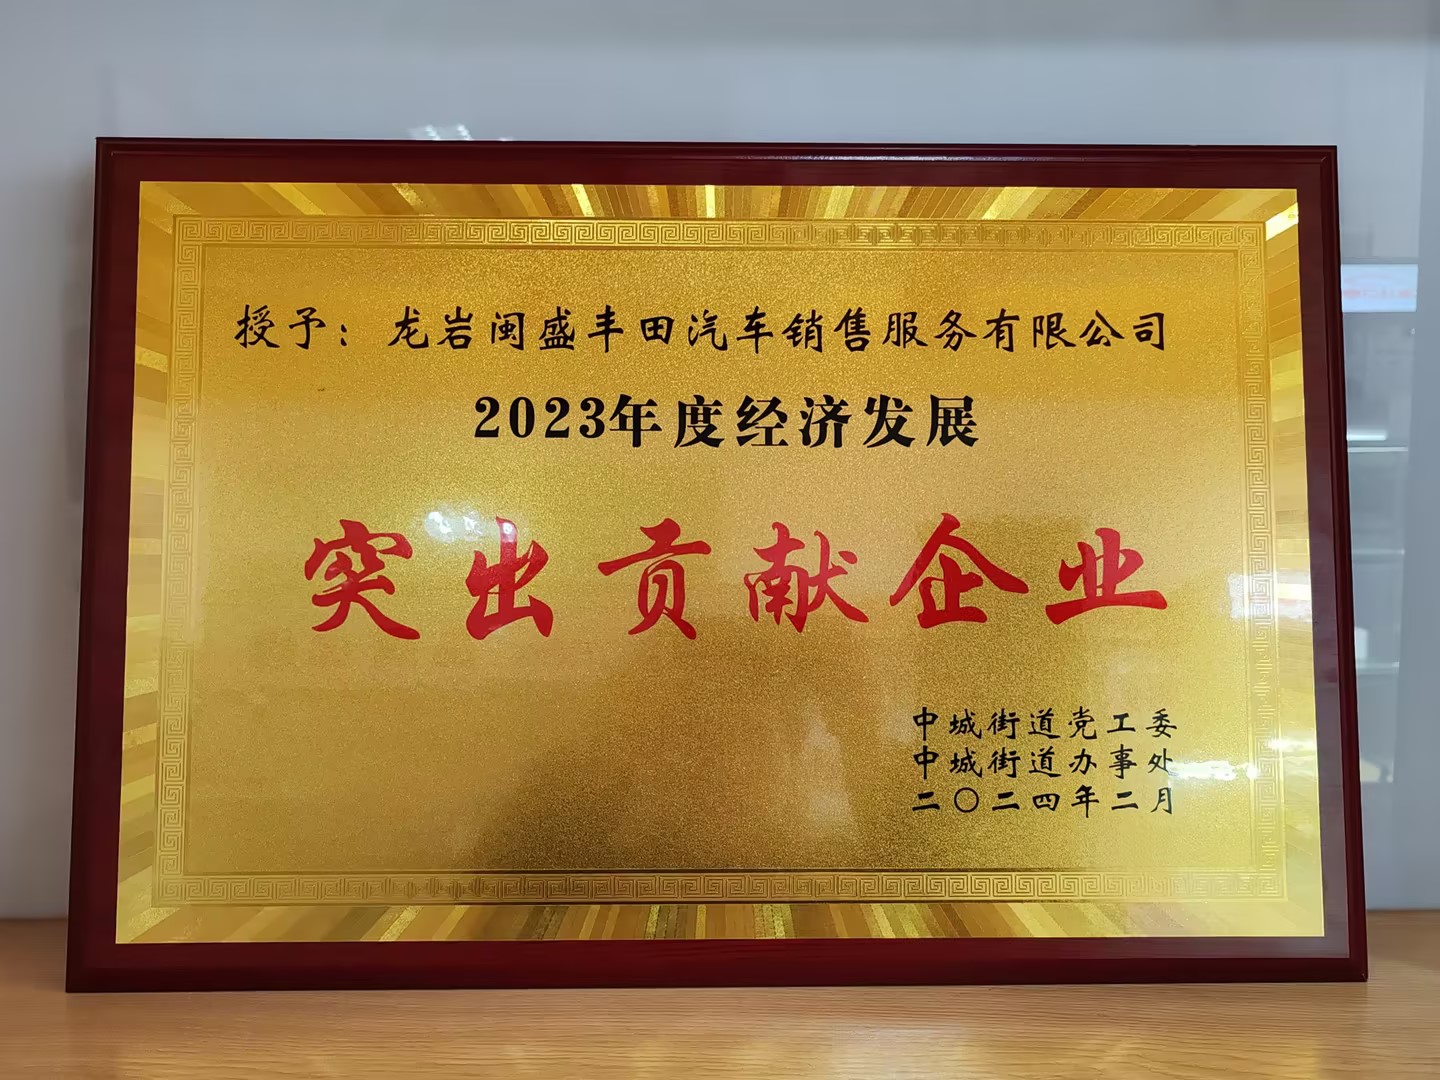 授予：龙岩闽盛丰田汽车销售服务有限公司
2023年度经济发展
突出贡献企业
中城街道党工委
中城街道办事处
二〇二四年二月